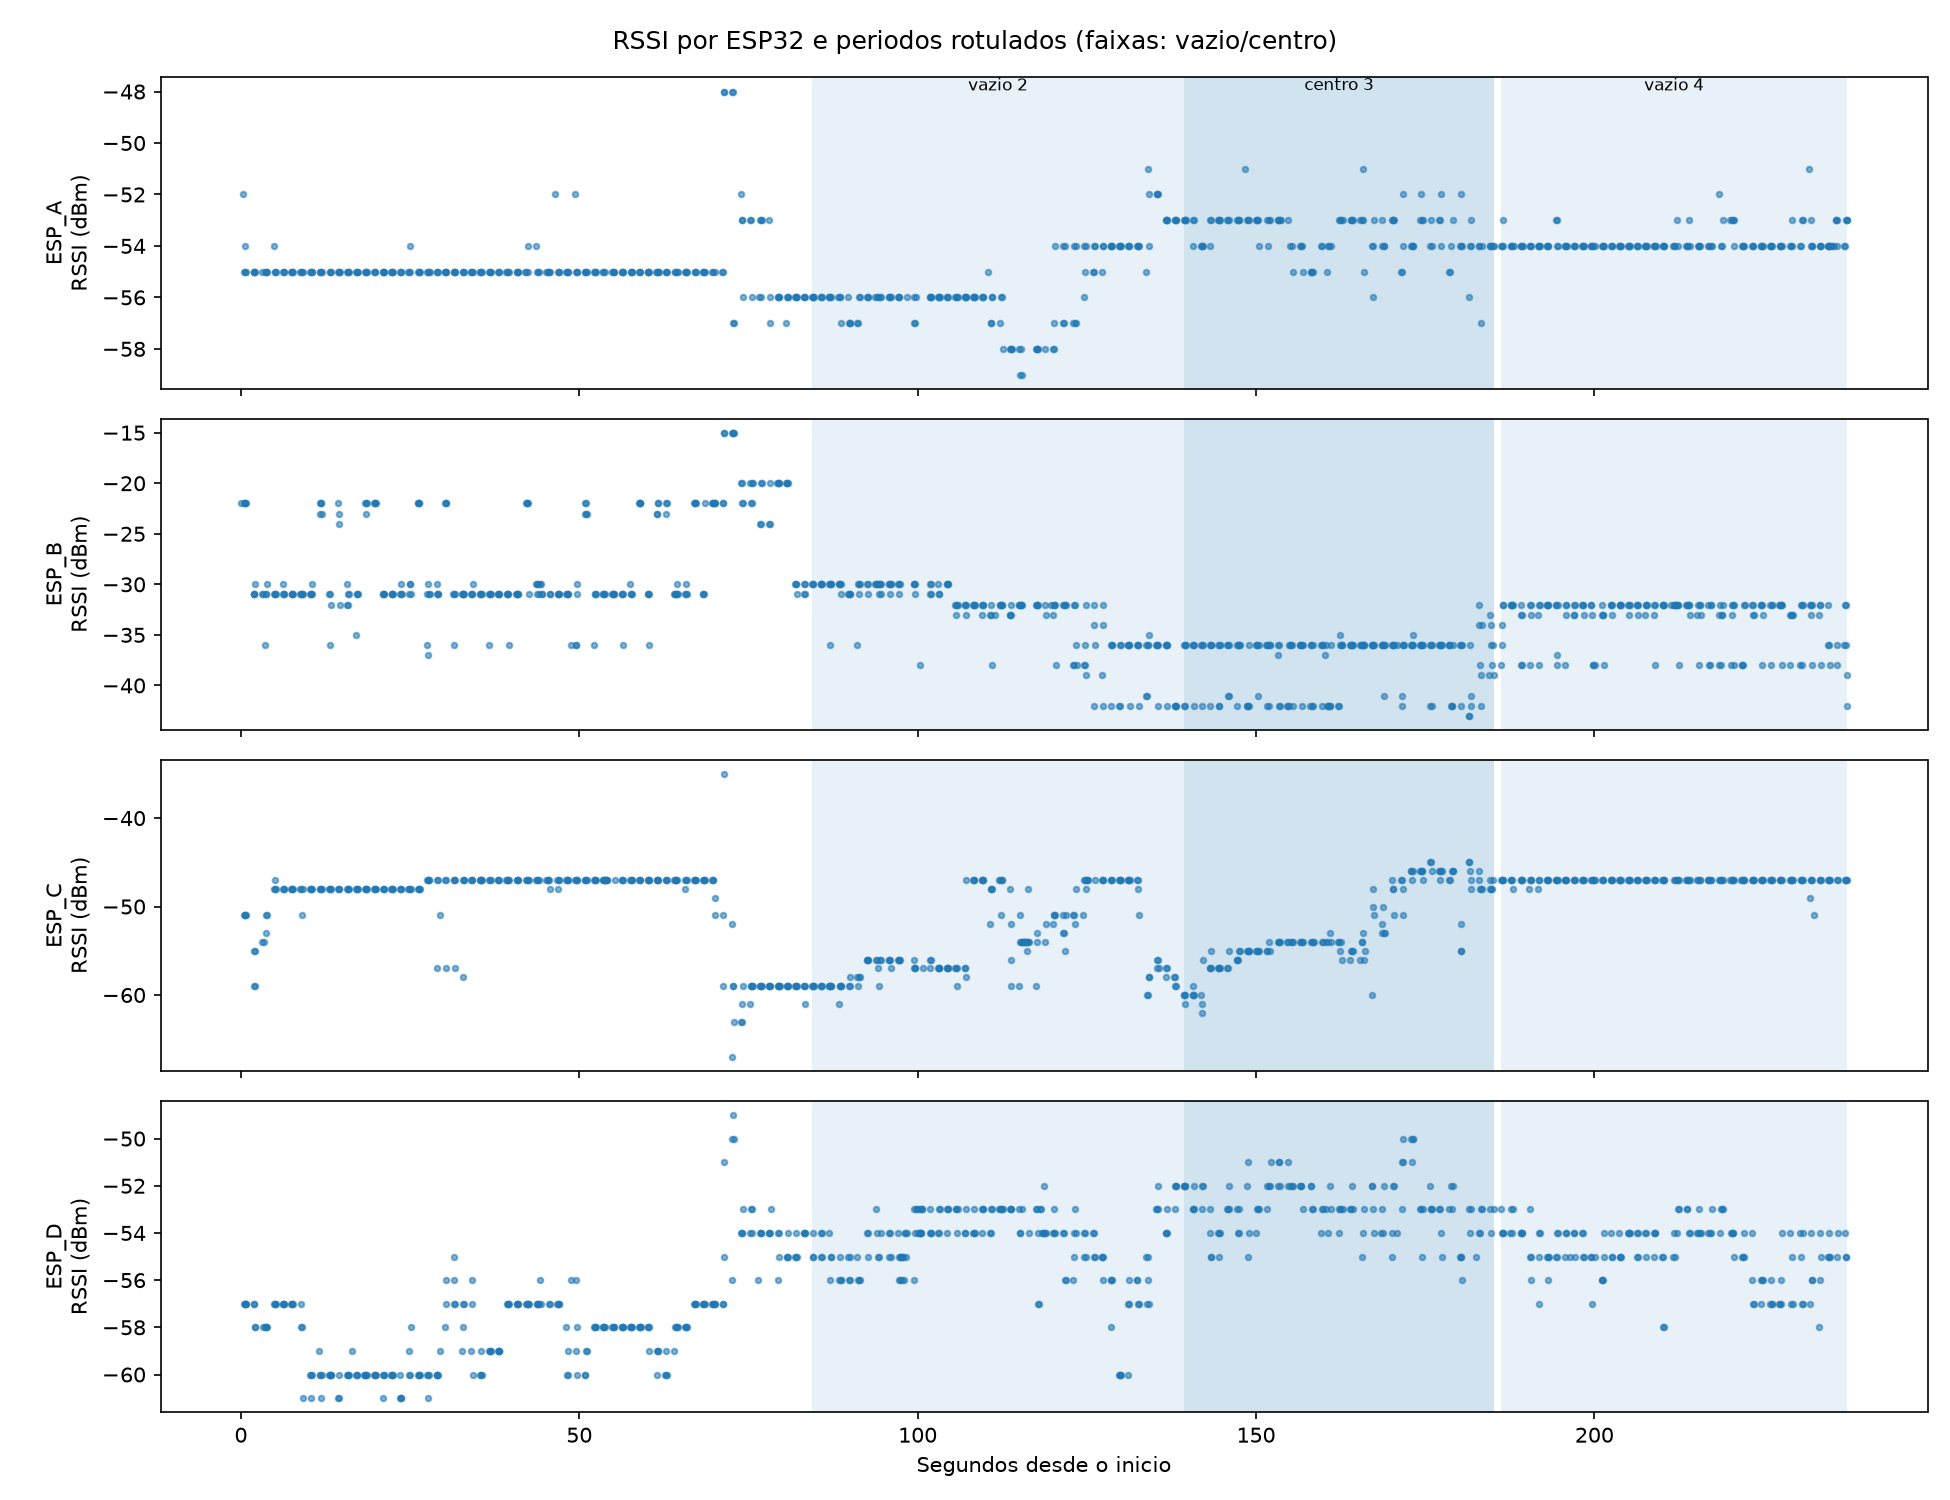 RSSI por ESP32 e periodos rotulados (faixas: vazio/centro)
vazio 2
centro 3
vazio 4
ESP_A
RSSI (dBm)
−48
−50
−52
−54
−56
−58
ESP_B
RSSI (dBm)
−15
−20
−25
−30
−35
−40
ESP_C
RSSI (dBm)
−40
−50
−60
ESP_D
RSSI (dBm)
−50
−52
−54
−56
−58
−60
0
50
100
150
200
Segundos desde o inicio